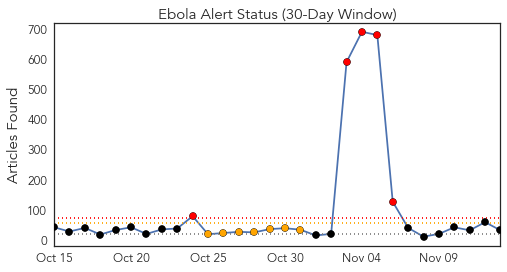 Ebola Alert Status (30-Day Window)
700
600
500
400
300
200
100
0
Articles Found
Oct 15 Oct 20 Oct 25 Oct 30 Nov 04 Nov 09